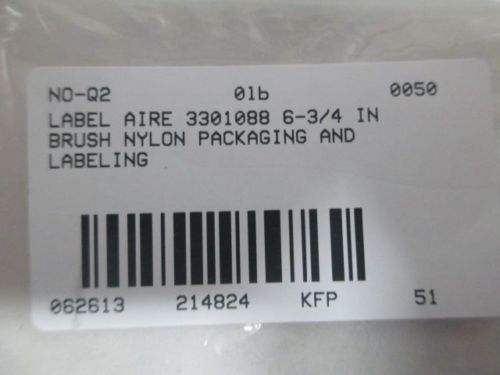 NO-Q2 01b 0050
LABEL AIRE 3301088 6-3/4 IN
BRUSH NYLON PACKAGING AND
LABELING
062613 214824 KFP 51